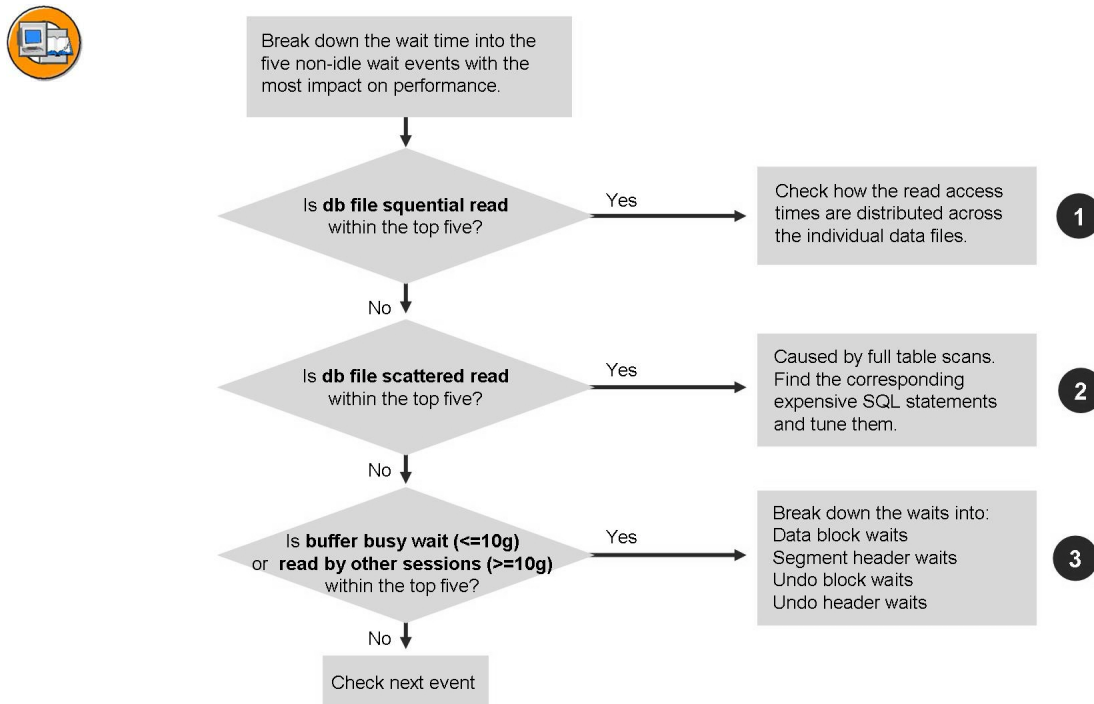 Break down the wait time into the
five non-idle wait events with the
most impact on performance.
Is db file squential read
within the top five?
Yes
Check how the read access
times are distributed across
the individual data files.
1
No
Is db file scattered read
within the top five?
Yes
Caused by full table scans.
Find the corresponding
expensive SQL statements
and tune them.
2
No
Is buffer busy wait (<=10g)
or read by other sessions (>=10g)
within the top five?
Yes
Break down the waits into:
Data block waits
Segment header waits
Undo block waits
Undo header waits
3
No
Check next event